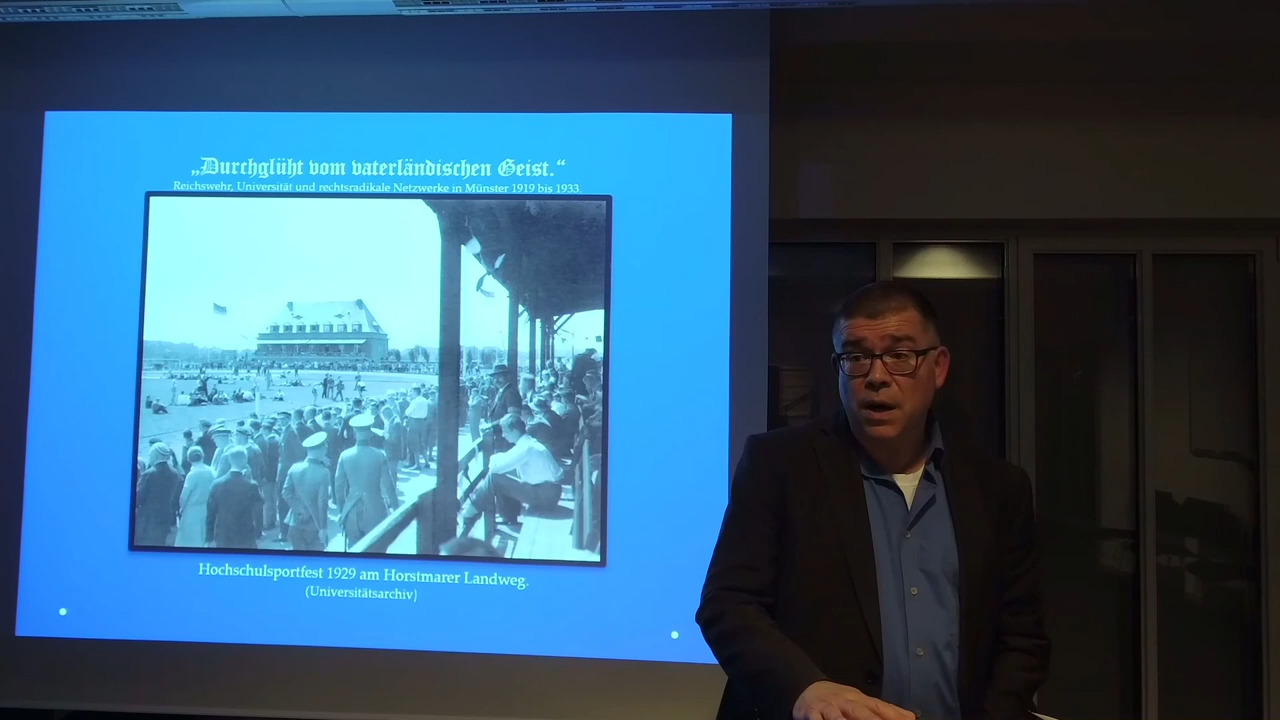 „Durchglüht vom vaterländischen Geist.“
Reichswehr, Universität und rechtsradikale Netzwerke in Münster 1919 bis 1933.
Hochschulsportfest 1929 am Horstmarer Landweg.
(Universitätsarchiv)